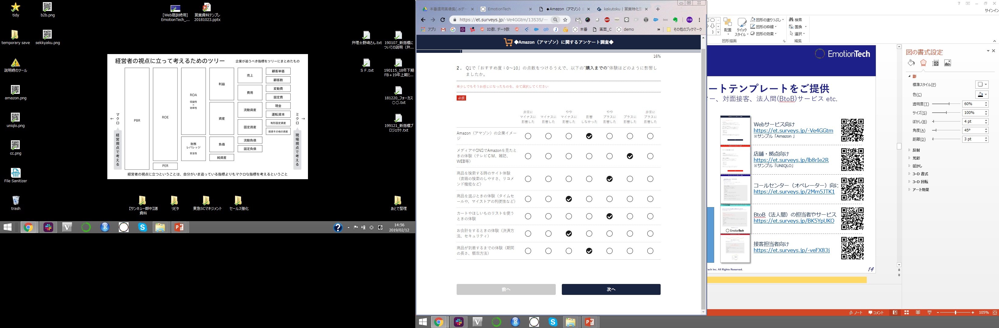 tidy
b2b.png
[Web商談時用]
EmotionTech_...
営業資料テンプレ
20181023.pptx
temporary save
sekkyaku.png
弁理士野崎さん.txt
190107_新指標に
ついての説明（弁...
説明時のツール
ＳＦ.txt
190115_18年下期
FB＋19年上期ミ...
amazon.png
181220_フォーカス
○○.txt
uniqlo.png
199121_新指標プ
ロジェクト.txt
cc.png
File Sanitizer
trash
【サンキュー御中】諸
資料
リピタ
東急SCマネジメント
セールス強化
あとで整理
経営者の視点に立って考えるためのツリー
企業が追うべき指標をツリーにまとめたもの
← マクロ
経営視点で考える
PBR
ROE
PER
ROA
収益性
×
効率性
財務
レバレッジ
安全性
利益
資産
負債
純資産
売上
費用
流動資産
固定資産
流動負債
固定負債
顧客単価
顧客数
変動費
固定費
現金
運転資本
有形固定資産
投資その他の資産
ミクロ →
現場視点で考える
経営者の視点に立つということは、自分がいま追っている指標よりもマクロな指標を考えるということ
14:56
2019/02/12
本番適用画像集(.aiデー
EmotionTech
◆Amazon（アマゾン）に
kakutoku | 営業特化型
https://et.surveys.jp/-Ve4GGtm/13535/…
アプリ
ID数、データ数
本番
画面_C
demo
»
その他のブックマーク
◆Amazon（アマゾン）に関するアンケート調査◆
16%
2． Q1で「おすすめ度：0～10」の点数をつけるうえで、以下の"購入までの"体験はどのように影響し
ましたか。
※少しでもそうお感じになったものを、全て選択してください
必須
非常に
マイナスに
影響した
マイナスに
影響した
やや
マイナスに
影響した
影響
しなかった
やや
プラスに
影響した
プラスに
影響した
非常に
プラスに
影響した
Amazon（アマゾン）の企業イメー
ジ
メディアやSNSでAmazonを見たと
きの体験（テレビＣＭ、雑誌、
WEB等）
商品を検索する時のサイト体験
（書籍の検索のしやすさ、リコメ
ンド機能など）
商品を選ぶときの体験（タイムセ
ールや、マイストアの利便性など）
カートやほしいものリストを使う
ときの体験
お会計をするときの体験（決済方
法、セキュリティ）
商品が到着するまでの体験（期間
の長さ、梱包方法）
前へ
次へ
サインイン
配置
クイック
スタイル
図形の塗りつぶし
図形の枠線
図形の効果
図形描画
検索
置換
選択
編集
EmotionTech
ートテンプレートをご提供
ー、対面接客、法人間(BtoB)サービス etc.
Webサービス向け
https://et.surveys.jp/-Ve4GGtm
※サンプル「Amazon 」
店舗・拠点向け
https://et.surveys.jp/lb8rIe2R
※サンプル「UNIQLO」
コールセンター（オペレーター）向け
https://et.surveys.jp/2Mm5JTK1
BtoB（法人間）の担当者やサービス
https://et.surveys.jp/BK5YpUKO
EmotionTech
接客担当者向け
https://et.surveys.jp/-veFX83j
ech Inc. All Rights Reserved.
14
図の書式設定
影
標準スタイル(P)
色(C)
透明度(T)
60%
サイズ(S)
100%
ぼかし(B)
4 pt
角度(A)
45°
距離(D)
3 pt
反射
光彩
ぼかし
3-D 書式
3-D 回転
アート効果
ノート
コメント
105%